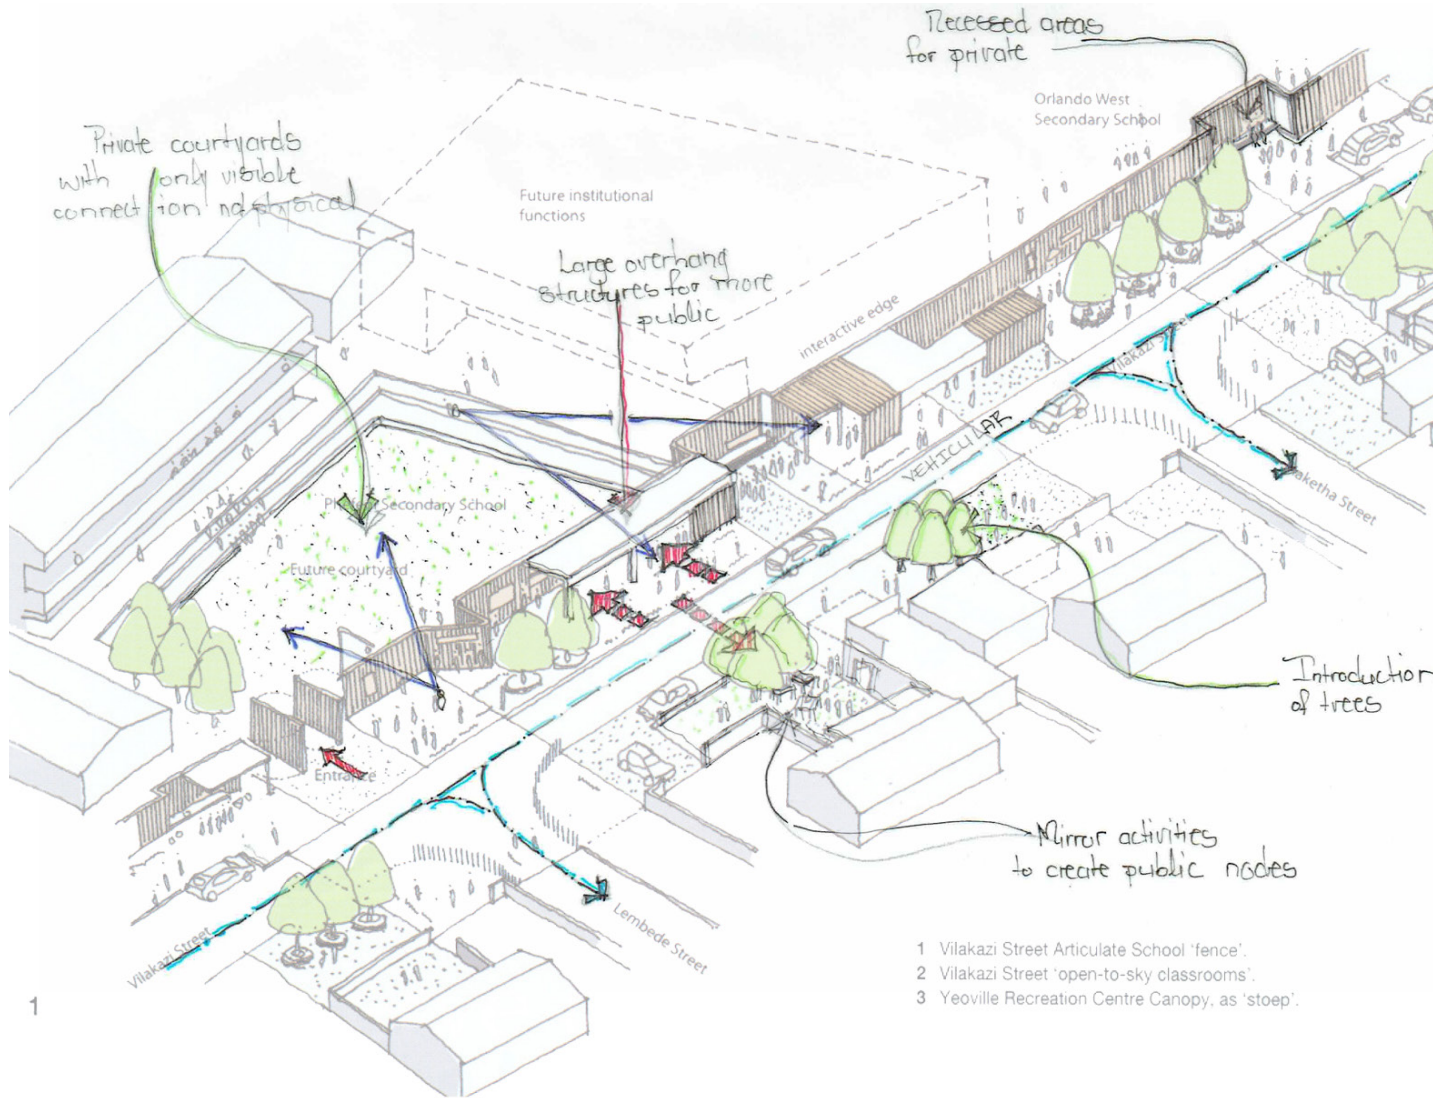 Recessed areas
for private
Orlando West
Secondary School
Private courtyards
with only visible
connection not physical
Future institutional
functions
Large overhang
structures for more
public
interactive edge
Vilakazi Street
VEHICULAR
Secondary School
Future courtyard
Street
Introduction
of trees
Entrance
Mirror activities
to create public nodes
Lembede Street
Vilakazi Street
1 Vilakazi Street Articulate School 'fence'.
2 Vilakazi Street 'open-to-sky classrooms'.
3 Yeoville Recreation Centre Canopy, as 'stoep'.
1